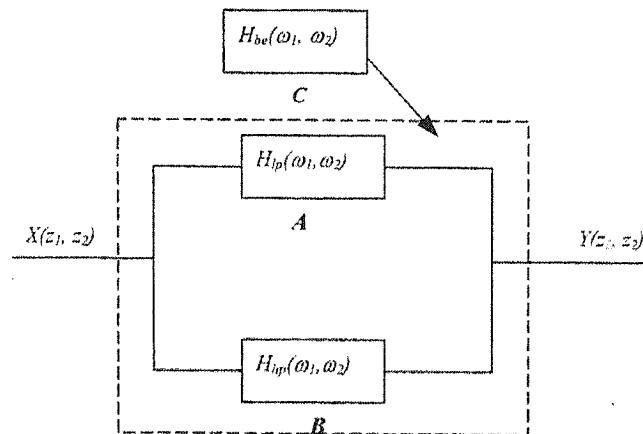 H_be(ω₁, ω₂)
C
H_lp(ω₁,ω₂)
A
X(z₁, z₂)
Y(z₁, z₂)
H_hp(ω₁,ω₂)
B